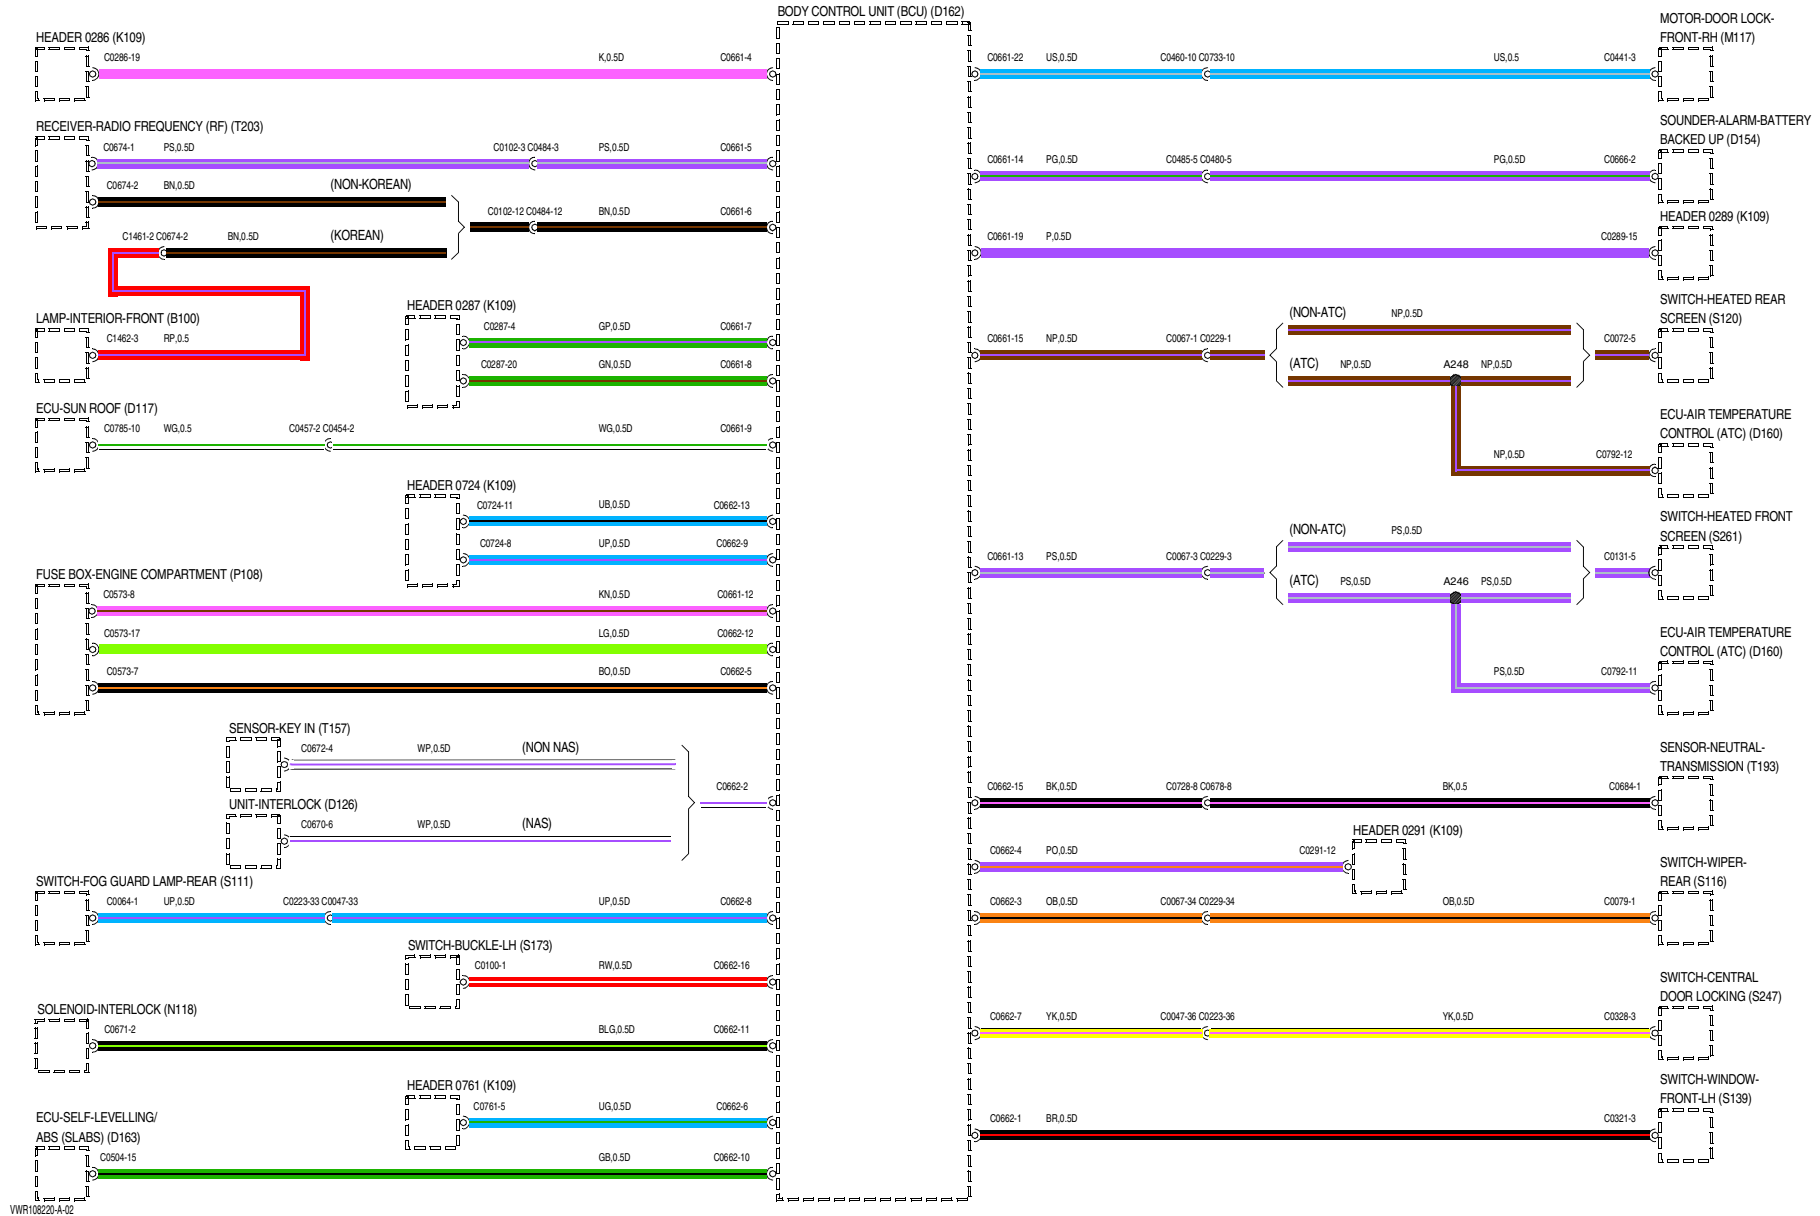 BODY CONTROL UNIT (BCU) (D162)
HEADER 0286 (K109)
C0286-19 K,0.5D C0661-4
RECEIVER-RADIO FREQUENCY (RF) (T203)
C0674-1 PS,0.5D C0102-3 C0484-3 PS,0.5D C0661-5
C0674-2 BN,0.5D (NON-KOREAN)
C0102-12 C0484-12 BN,0.5D C0661-6
C1461-2 C0674-2 BN,0.5D (KOREAN)
LAMP-INTERIOR-FRONT (B100)
C1462-3 RP,0.5
HEADER 0287 (K109)
C0287-4 GP,0.5D C0661-7
C0287-20 GN,0.5D C0661-8
ECU-SUN ROOF (D117)
C0785-10 WG,0.5 C0457-2 C0454-2 WG,0.5D C0661-9
HEADER 0724 (K109)
C0724-11 UB,0.5D C0662-13
C0724-8 UP,0.5D C0662-9
FUSE BOX-ENGINE COMPARTMENT (P108)
C0573-8 KN,0.5D C0661-12
C0573-17 LG,0.5D C0662-12
C0573-7 BO,0.5D C0662-5
SENSOR-KEY IN (T157)
C0672-4 WP,0.5D (NON NAS)
C0662-2
UNIT-INTERLOCK (D126)
C0670-6 WP,0.5D (NAS)
SWITCH-FOG GUARD LAMP-REAR (S111)
C0064-1 UP,0.5D C0223-33 C0047-33 UP,0.5D C0662-8
SWITCH-BUCKLE-LH (S173)
C0100-1 RW,0.5D C0662-16
SOLENOID-INTERLOCK (N118)
C0671-2 BLG,0.5D C0662-11
HEADER 0761 (K109)
C0761-5 UG,0.5D C0662-6
ECU-SELF-LEVELLING/
ABS (SLABS) (D163)
C0504-15 GB,0.5D C0662-10
MOTOR-DOOR LOCK-
FRONT-RH (M117)
C0661-22 US,0.5D C0460-10 C0733-10 US,0.5 C0441-3
SOUNDER-ALARM-BATTERY
BACKED UP (D154)
C0661-14 PG,0.5D C0485-5 C0480-5 PG,0.5D C0666-2
HEADER 0289 (K109)
C0661-19 P,0.5D C0289-15
SWITCH-HEATED REAR
SCREEN (S120)
(NON-ATC) NP,0.5D
C0661-15 NP,0.5D C0067-1 C0229-1 C0072-5
(ATC) NP,0.5D A248 NP,0.5D
ECU-AIR TEMPERATURE
CONTROL (ATC) (D160)
NP,0.5D C0792-12
SWITCH-HEATED FRONT
SCREEN (S261)
(NON-ATC) PS,0.5D
C0661-13 PS,0.5D C0067-3 C0229-3 C0131-5
(ATC) PS,0.5D A246 PS,0.5D
ECU-AIR TEMPERATURE
CONTROL (ATC) (D160)
PS,0.5D C0792-11
SENSOR-NEUTRAL-
TRANSMISSION (T193)
C0662-15 BK,0.5D C0728-8 C0678-8 BK,0.5 C0684-1
HEADER 0291 (K109)
C0662-4 PO,0.5D C0291-12
SWITCH-WIPER-
REAR (S116)
C0662-3 OB,0.5D C0067-34 C0229-34 OB,0.5D C0079-1
SWITCH-CENTRAL
DOOR LOCKING (S247)
C0662-7 YK,0.5D C0047-36 C0223-36 YK,0.5D C0328-3
SWITCH-WINDOW-
FRONT-LH (S139)
C0662-1 BR,0.5D C0321-3
VWR108220-A-02